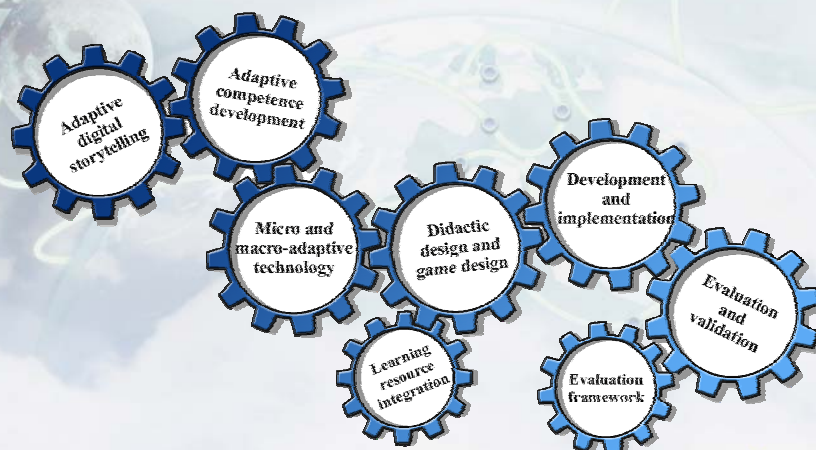 Adaptive
digital
storytelling
Adaptive
competence
development
Micro and
macro-adaptive
technology
Didactic
design and
game design
Development
and
implementation
Evaluation
and
validation
Learning
resource
integration
Evaluation
framework